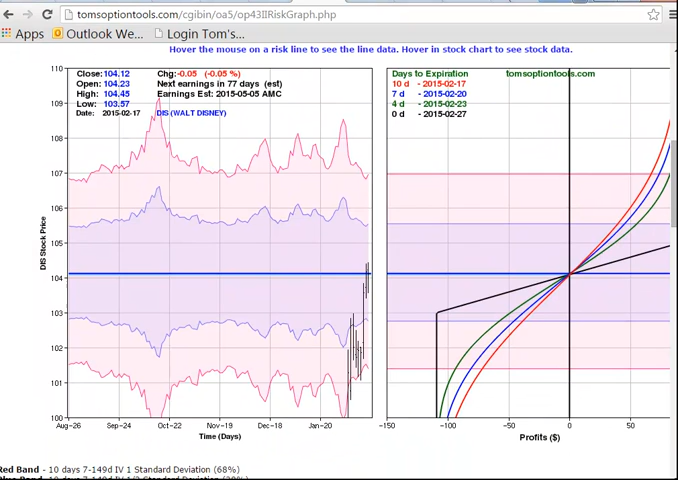 tomsoptiontools.com/cgibin/oa5/op43IIRiskGraph.php
Apps Outlook We... Login Tom's...
Hover the mouse on a risk line to see the line data. Hover in stock chart to see stock data.
Close: 104.12 Chg:-0.05 (-0.05 %)
Open: 104.23 Next earnings in 77 days (est)
High: 104.45 Earnings Est: 2015-05-05 AMC
Low: 103.57
Date: 2015-02-17 DIS (WALT DISNEY)
Days to Expiration tomsoptiontools.com
10 d - 2015-02-17
7 d - 2015-02-20
4 d - 2015-02-23
0 d - 2015-02-27
110
109
108
107
106
105
104
103
102
101
100
DIS Stock Price
Aug-26 Sep-24 Oct-22 Nov-19 Dec-18 Jan-20
Time (Days)
-150 -100 -50 0 50
Profits ($)
Red Band - 10 days 7-149d IV 1 Standard Deviation (68%)